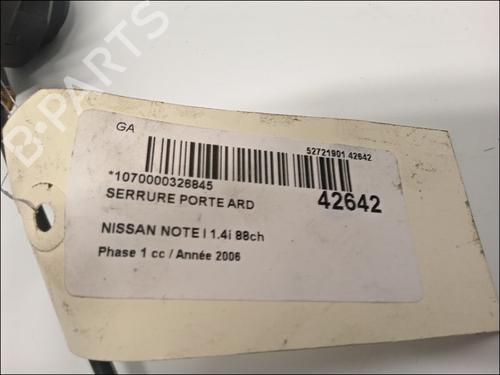 B-PARTS
GA
52721901 42642
*1070000326845
SERRURE PORTE ARD
42642
NISSAN NOTE I 1.4i 88ch
Phase 1 cc / Année 2006